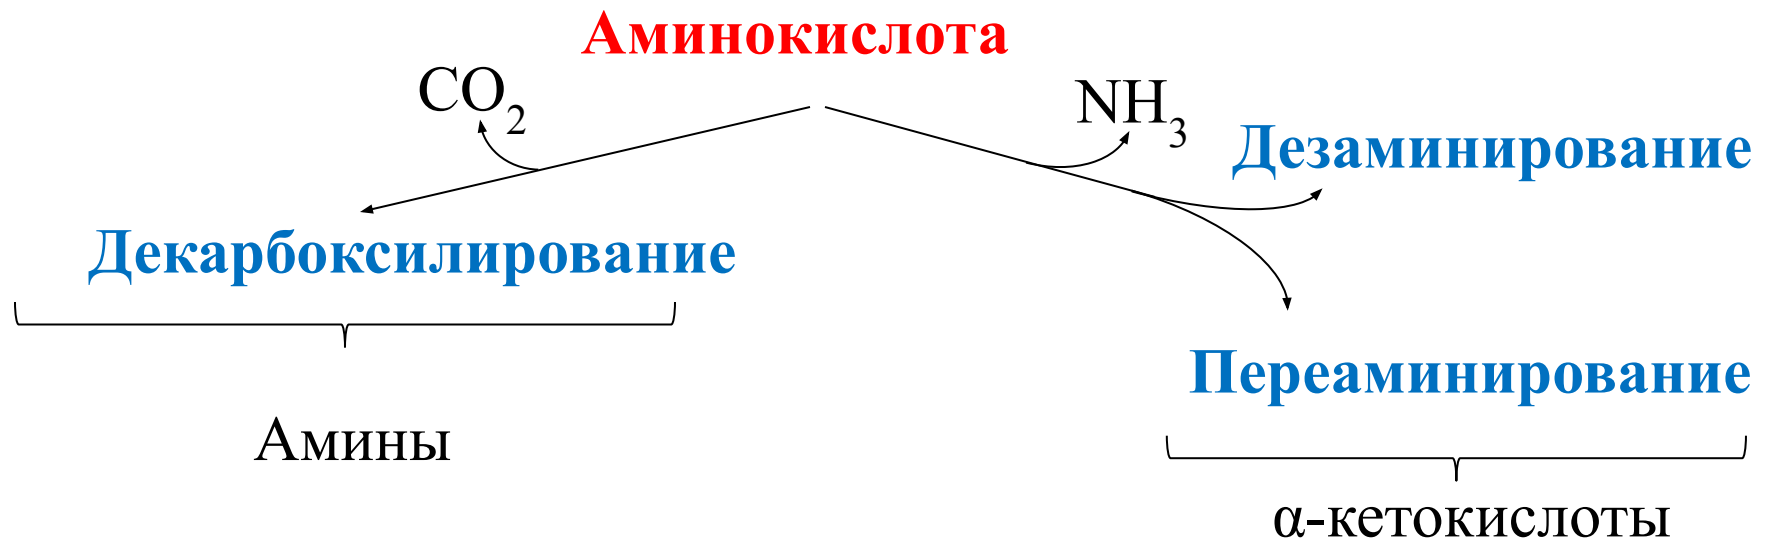 Аминокислота
CO₂
NH₃
Дезаминирование
Декарбоксилирование
Переаминирование
Амины
α-кетокислоты